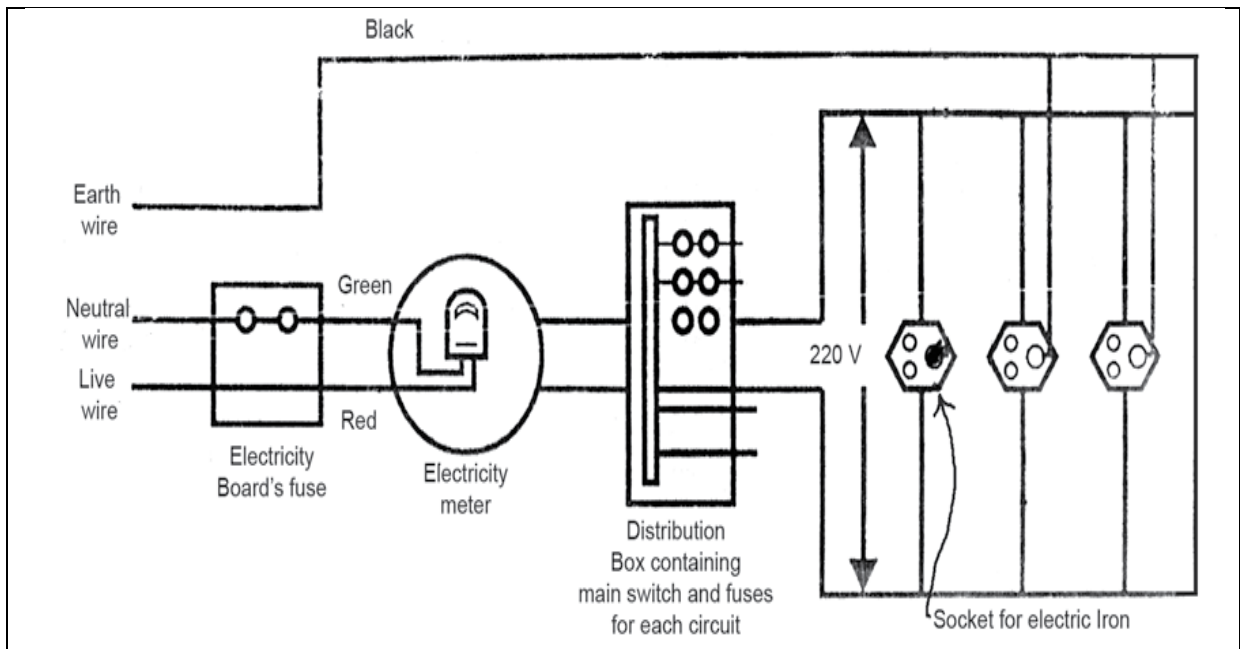 Black
Earth
wire
Neutral
wire
Green
Live
wire
Red
220 V
Electricity
Board's fuse
Electricity
meter
Distribution
Box containing
main switch and fuses
for each circuit
Socket for electric Iron